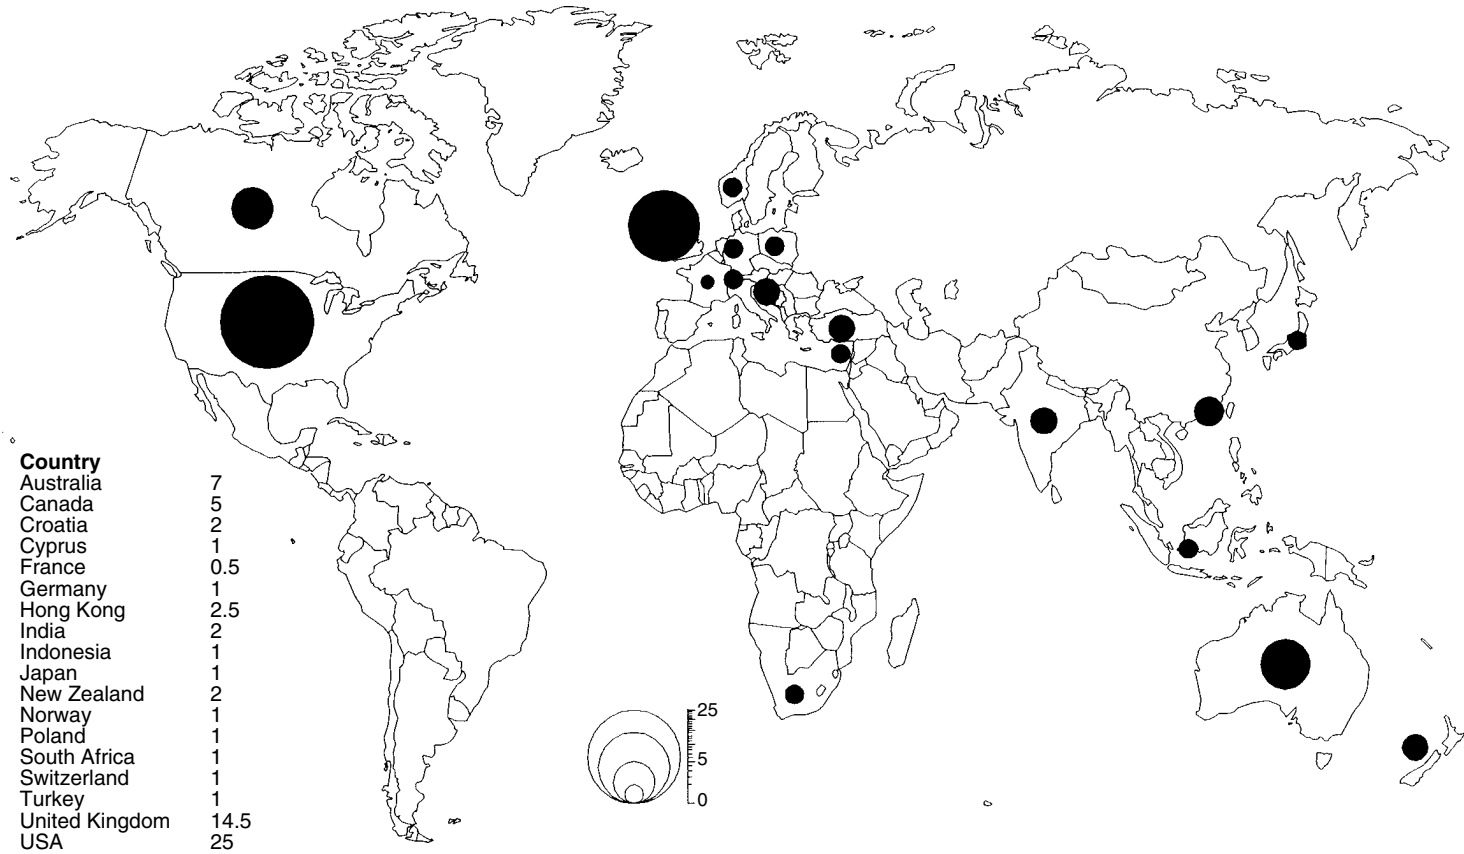 Country
Australia 7
Canada 5
Croatia 2
Cyprus 1
France 0.5
Germany 1
Hong Kong 2.5
India 2
Indonesia 1
Japan 1
New Zealand 2
Norway 1
Poland 1
South Africa 1
Switzerland 1
Turkey 1
United Kingdom 14.5
USA 25
25
5
0